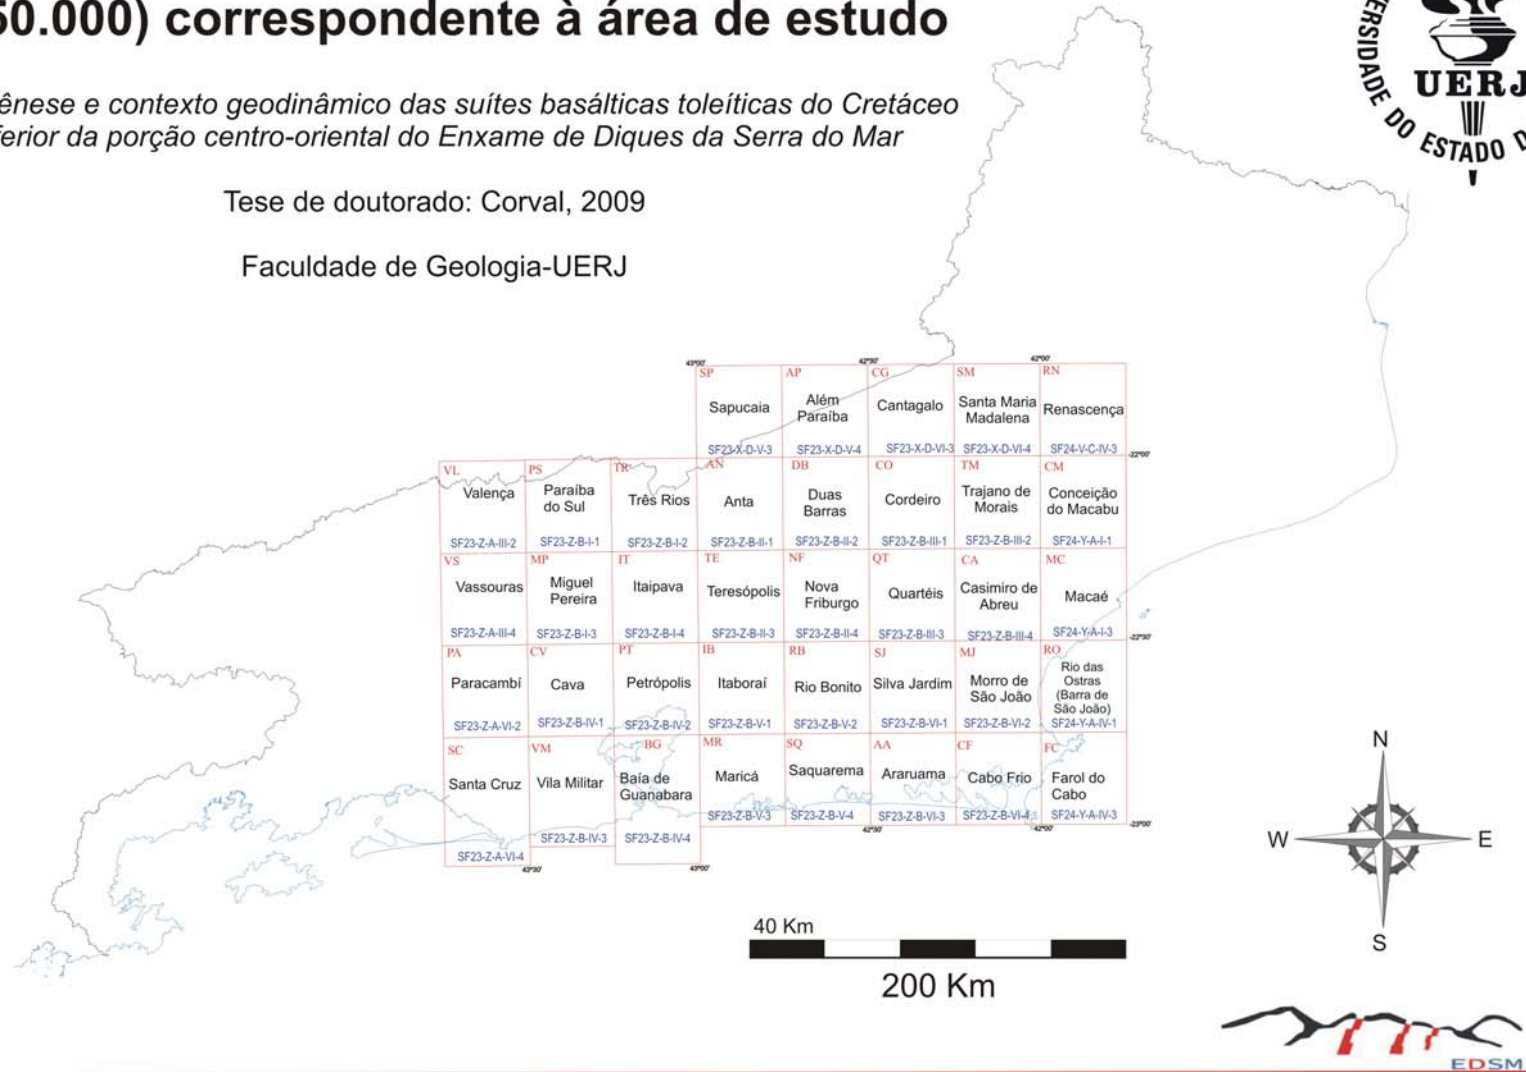 50.000) correspondente à área de estudo
ênese e contexto geodinâmico das suítes basálticas toleíticas do Cretáceo
ferior da porção centro-oriental do Enxame de Diques da Serra do Mar
Tese de doutorado: Corval, 2009
Faculdade de Geologia-UERJ
ERSIDADE DO ESTADO D
UERJ
43º00' 42º30' 42º00'
SP AP CG SM RN
Sapucaia
Além
Paraíba
Cantagalo
Santa Maria
Madalena
Renascença
SF23-X-D-V-3 SF23-X-D-V-4 SF23-X-D-VI-3 SF23-X-D-VI-4 SF24-V-C-IV-3
-22º00'
VL PS TR AN DB CO TM CM
Valença
Paraíba
do Sul
Três Rios
Anta
Duas
Barras
Cordeiro
Trajano de
Morais
Conceição
do Macabu
SF23-Z-A-III-2 SF23-Z-B-I-1 SF23-Z-B-I-2 SF23-Z-B-II-1 SF23-Z-B-II-2 SF23-Z-B-III-1 SF23-Z-B-III-2 SF24-Y-A-I-1
VS MP IT TE NF QT CA MC
Vassouras
Miguel
Pereira
Itaipava
Teresópolis
Nova
Friburgo
Quartéis
Casimiro de
Abreu
Macaé
SF23-Z-A-III-4 SF23-Z-B-I-3 SF23-Z-B-I-4 SF23-Z-B-II-3 SF23-Z-B-II-4 SF23-Z-B-III-3 SF23-Z-B-III-4 SF24-Y-A-I-3
-22º30'
PA CV PT IB RB SJ MJ RO
Paracambí
Cava
Petrópolis
Itaboraí
Rio Bonito
Silva Jardim
Morro de
São João
Rio das
Ostras
(Barra de
São João)
SF23-Z-A-VI-2 SF23-Z-B-IV-1 SF23-Z-B-IV-2 SF23-Z-B-V-1 SF23-Z-B-V-2 SF23-Z-B-VI-1 SF23-Z-B-VI-2 SF24-Y-A-IV-1
SC VM BG MR SQ AA CF FC
Santa Cruz
Vila Militar
Baía de
Guanabara
Maricá
Saquarema
Araruama
Cabo Frio
Farol do
Cabo
SF23-Z-A-VI-4 SF23-Z-B-IV-3 SF23-Z-B-IV-4 SF23-Z-B-V-3 SF23-Z-B-V-4 SF23-Z-B-VI-3 SF23-Z-B-VI-4 SF24-Y-A-IV-3
-23º00'
42º30' 42º00'
43º30' 43º00'
N
W E
S
40 Km
200 Km
EDSM